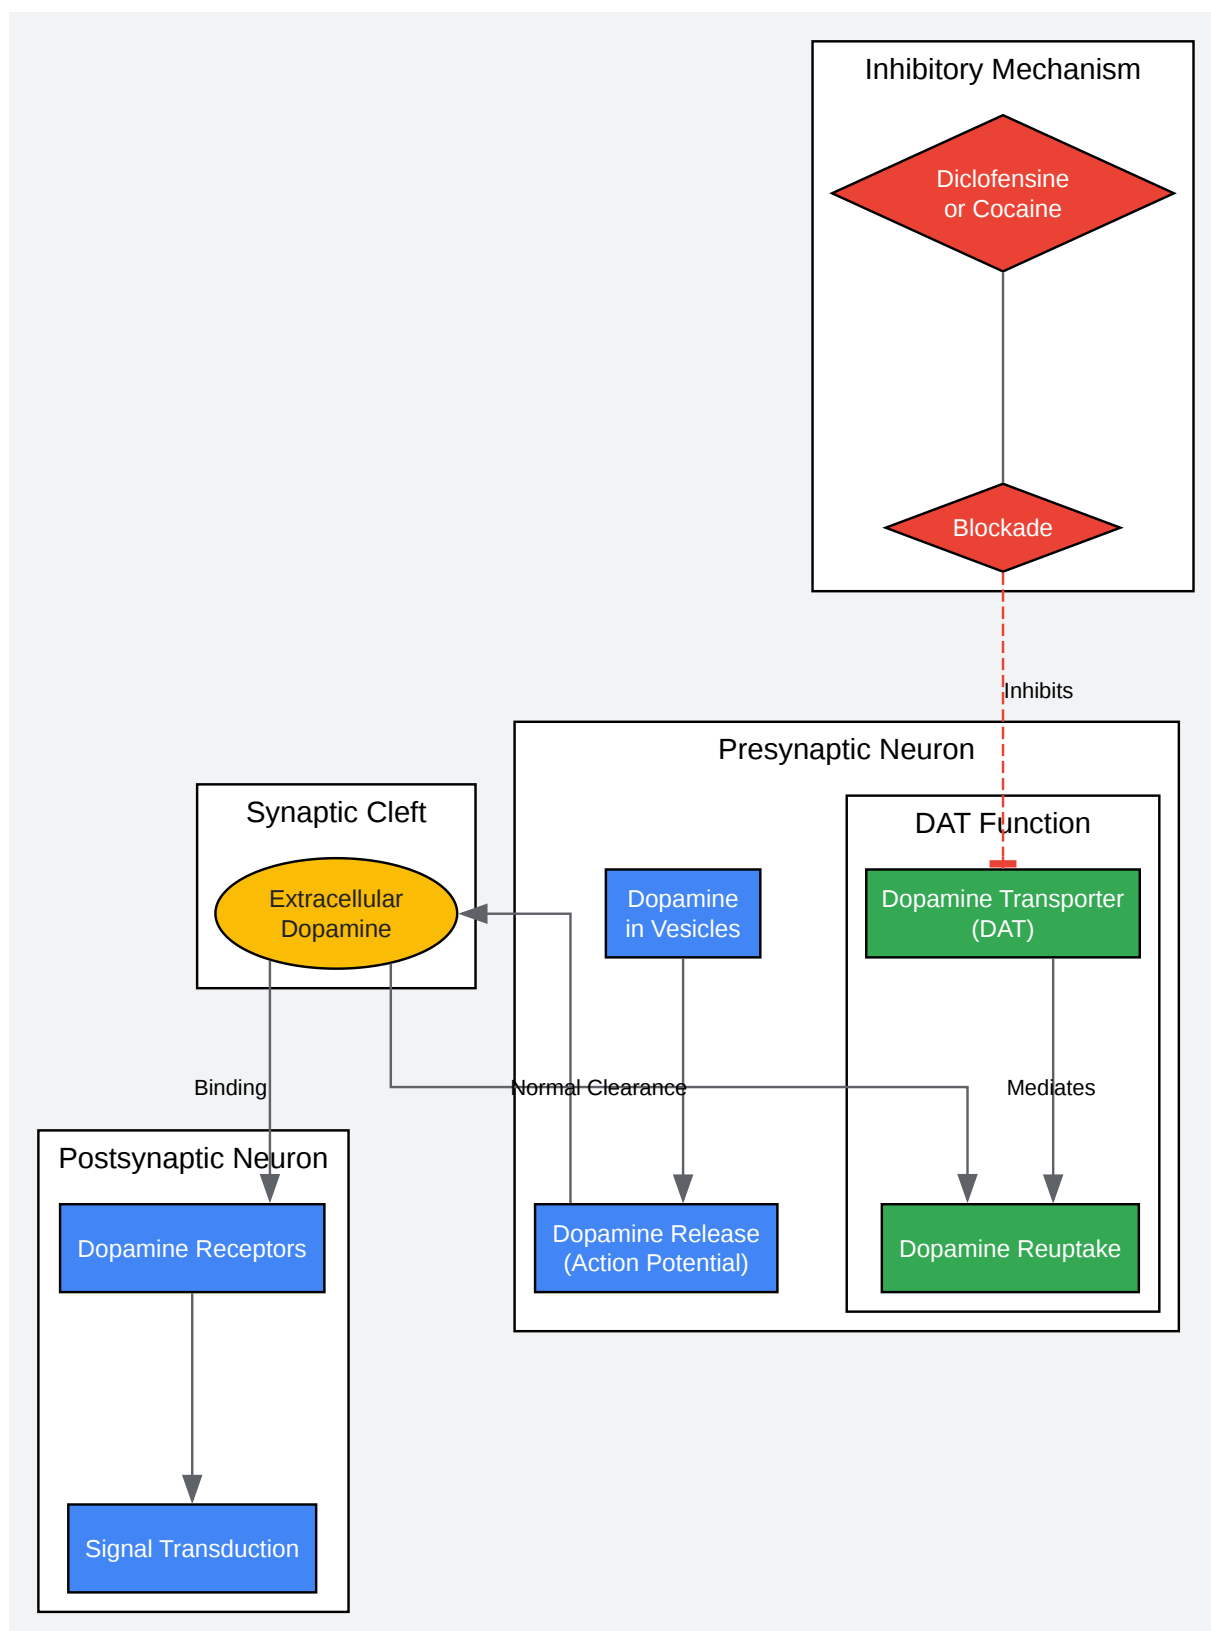 Inhibitory Mechanism
Diclofensine
or Cocaine
Blockade
Inhibits
Presynaptic Neuron
Synaptic Cleft
DAT Function
Extracellular
Dopamine
Dopamine
in Vesicles
Dopamine Transporter
(DAT)
Binding
Normal Clearance
Mediates
Postsynaptic Neuron
Dopamine Receptors
Dopamine Release
(Action Potential)
Dopamine Reuptake
Signal Transduction